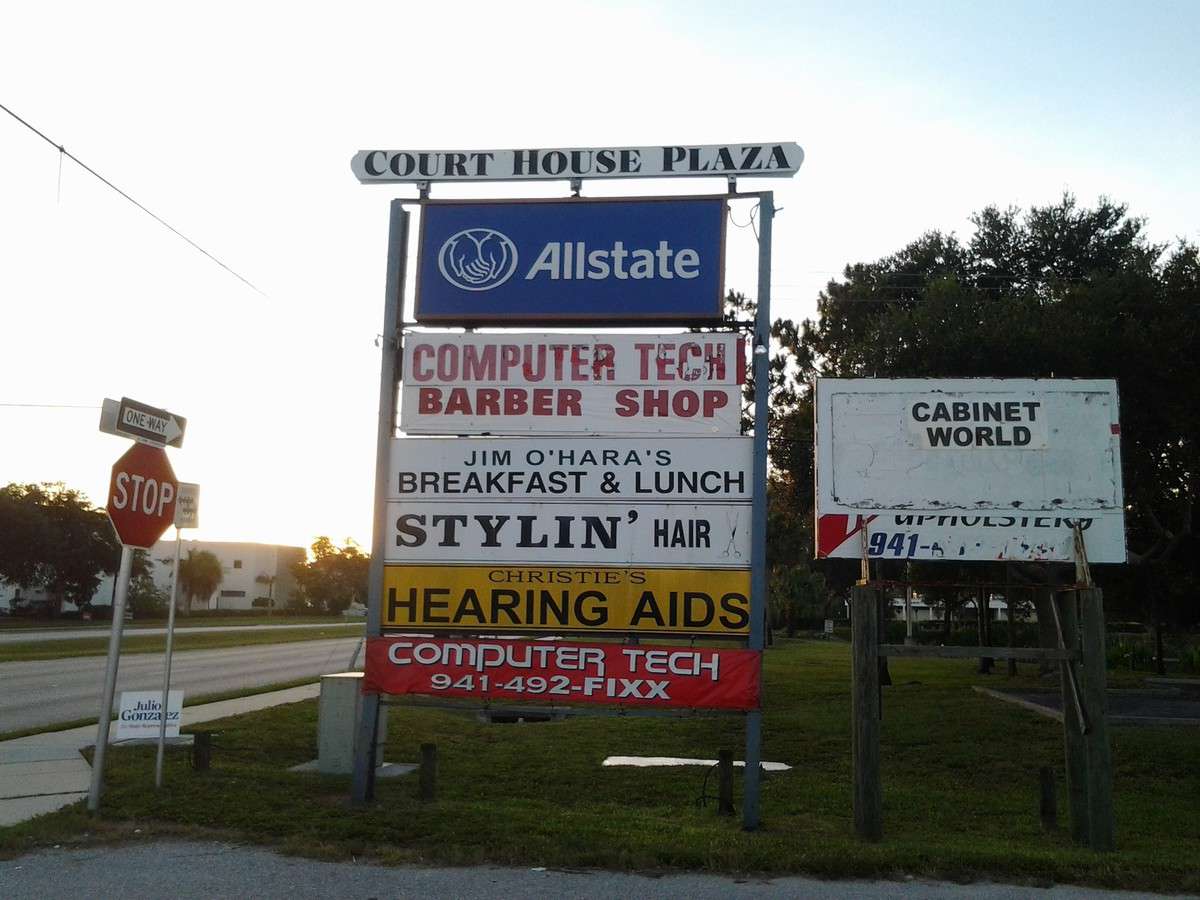 COURT HOUSE PLAZA
Allstate
COMPUTER TECH
BARBER SHOP
JIM O'HARA'S
BREAKFAST & LUNCH
STYLIN' HAIR
CHRISTIE'S
HEARING AIDS
COMPUTER TECH
941-492-FIXX
CABINET
WORLD
UPHOLSTERY
941-
ONE WAY
STOP
Julio
Gonzalez